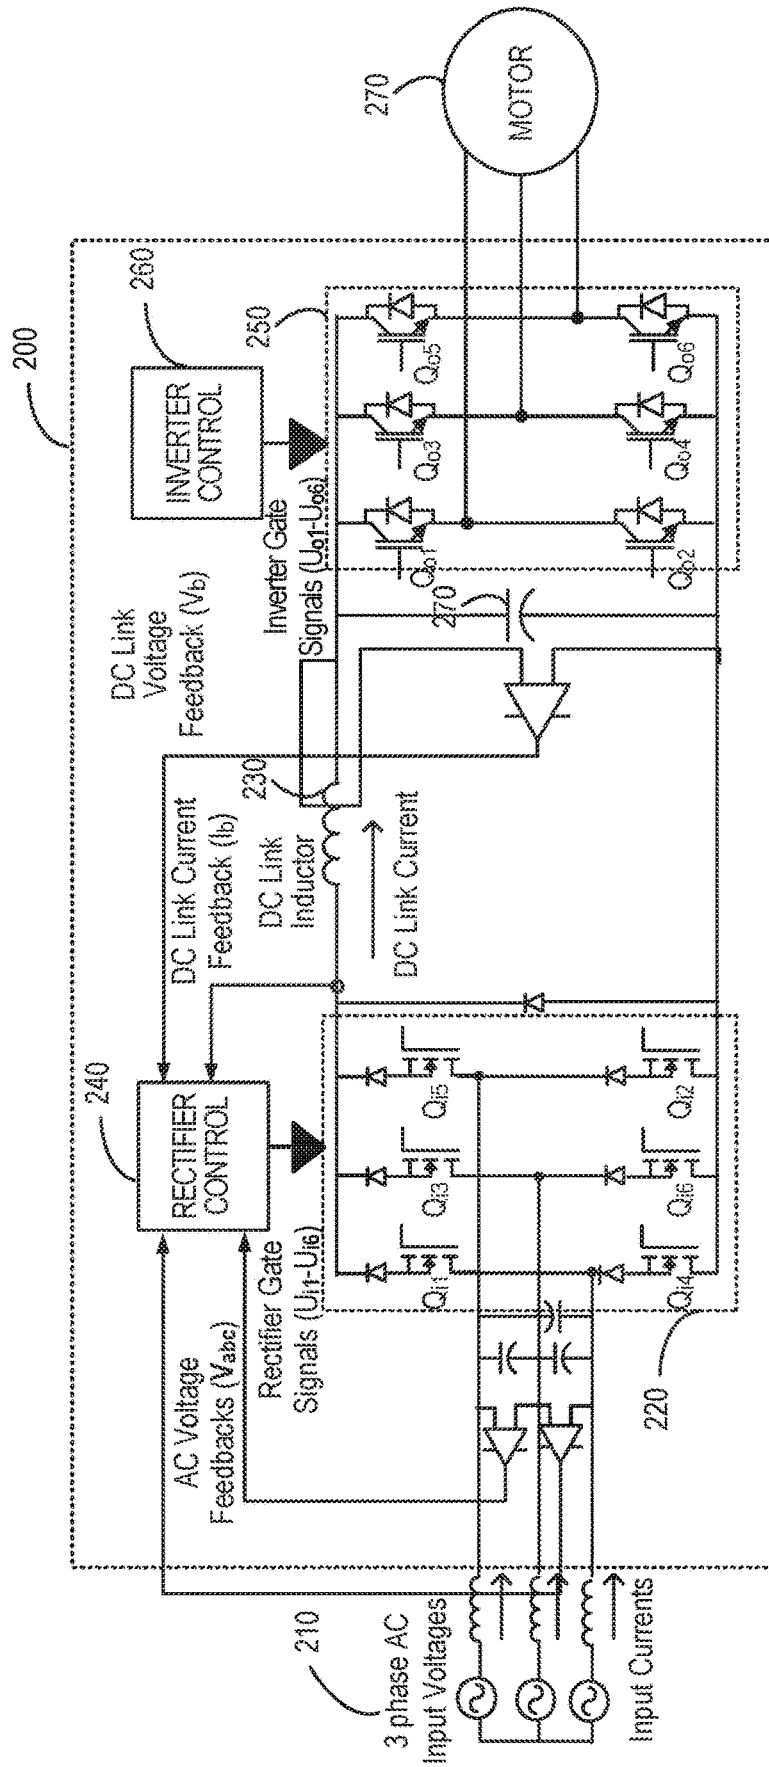 200
210
3 phase AC
Input Voltages
Input Currents
AC Voltage
Feedbacks (Vabc)
Rectifier Gate
Signals (Ui1-Ui6)
240
RECTIFIER
CONTROL
220
Qi1
Qi3
Qi5
Qi4
Qi6
Qi2
DC Link Current
Feedback (Ib)
DC Link
Inductor
230
DC Link Current
DC Link
Voltage
Feedback (Vb)
Inverter Gate
Signals (Uo1-Uo6)
260
INVERTER
CONTROL
250
270
Qo1
Qo3
Qo5
Qo2
Qo4
Qo6
270
MOTOR